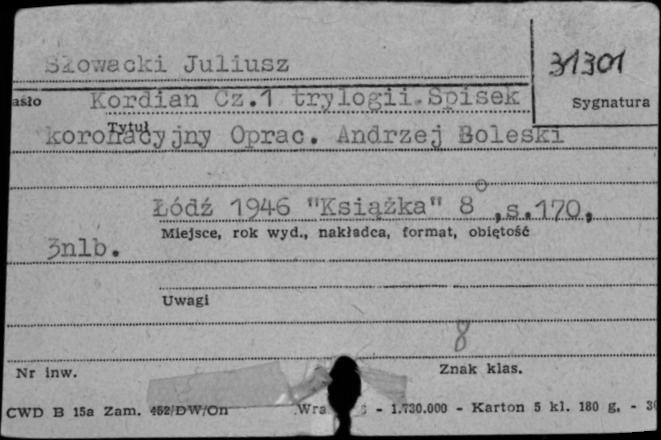 Słowacki Juliusz
31301
asło Kordian Cz.1 trylogii.Spisek
Sygnatura
Tytuł
koronacyjny Oprac. Andrzej Boleski
Łódź 1946 "Książka" 8° ,s.170,
Miejsce, rok wyd., nakładca, format, objętość
3nlb.
Uwagi
8
Nr inw.
Znak klas.
CWD B 15a Zam. 452/DW/On - 1.730.000 - Karton 5 kl. 180 g. -